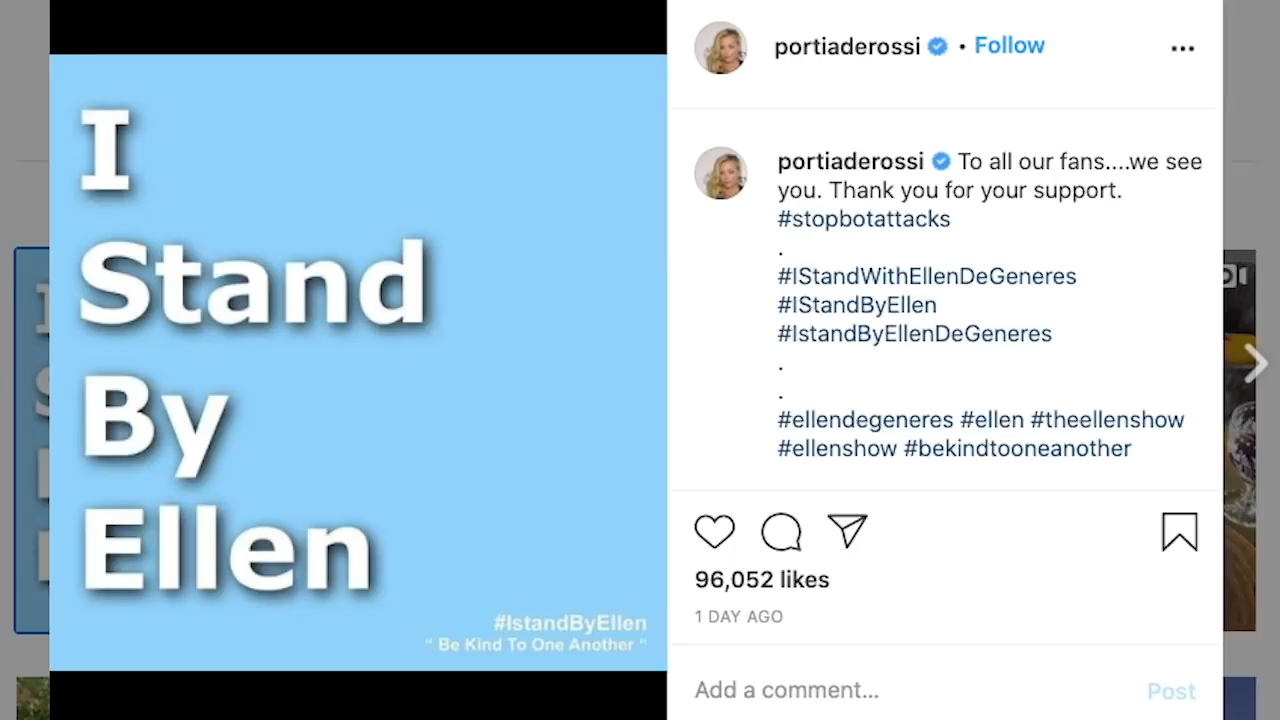 I
Stand
By
Ellen
#IstandByEllen
“ Be Kind To One Another “
portiaderossi • Follow
portiaderossi To all our fans....we see
you. Thank you for your support.
#stopbotattacks
.
#IStandWithEllenDeGeneres
#IStandByEllen
#IstandByEllenDeGeneres
.
.
#ellendegeneres #ellen #theellenshow
#ellenshow #bekindtooneanother
96,052 likes
1 DAY AGO
Add a comment...
Post